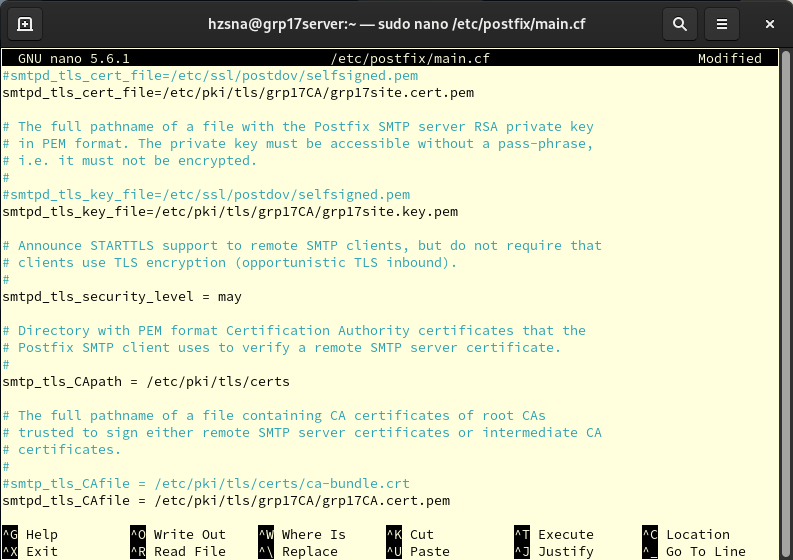 hzsna@grp17server:~ — sudo nano /etc/postfix/main.cf
GNU nano 5.6.1 /etc/postfix/main.cf Modified
#smtpd_tls_cert_file=/etc/ssl/postdov/selfsigned.pem
smtpd_tls_cert_file=/etc/pki/tls/grp17CA/grp17site.cert.pem
# The full pathname of a file with the Postfix SMTP server RSA private key
# in PEM format. The private key must be accessible without a pass-phrase,
# i.e. it must not be encrypted.
#
#smtpd_tls_key_file=/etc/ssl/postdov/selfsigned.pem
smtpd_tls_key_file=/etc/pki/tls/grp17CA/grp17site.key.pem
# Announce STARTTLS support to remote SMTP clients, but do not require that
# clients use TLS encryption (opportunistic TLS inbound).
#
smtpd_tls_security_level = may
# Directory with PEM format Certification Authority certificates that the
# Postfix SMTP client uses to verify a remote SMTP server certificate.
#
smtp_tls_CApath = /etc/pki/tls/certs
# The full pathname of a file containing CA certificates of root CAs
# trusted to sign either remote SMTP server certificates or intermediate CA
# certificates.
#
#smtp_tls_CAfile = /etc/pki/tls/certs/ca-bundle.crt
smtpd_tls_CAfile = /etc/pki/tls/grp17CA/grp17CA.cert.pem
^G Help ^O Write Out ^W Where Is ^K Cut ^T Execute ^C Location
^X Exit ^R Read File ^\ Replace ^U Paste ^J Justify ^_ Go To Line